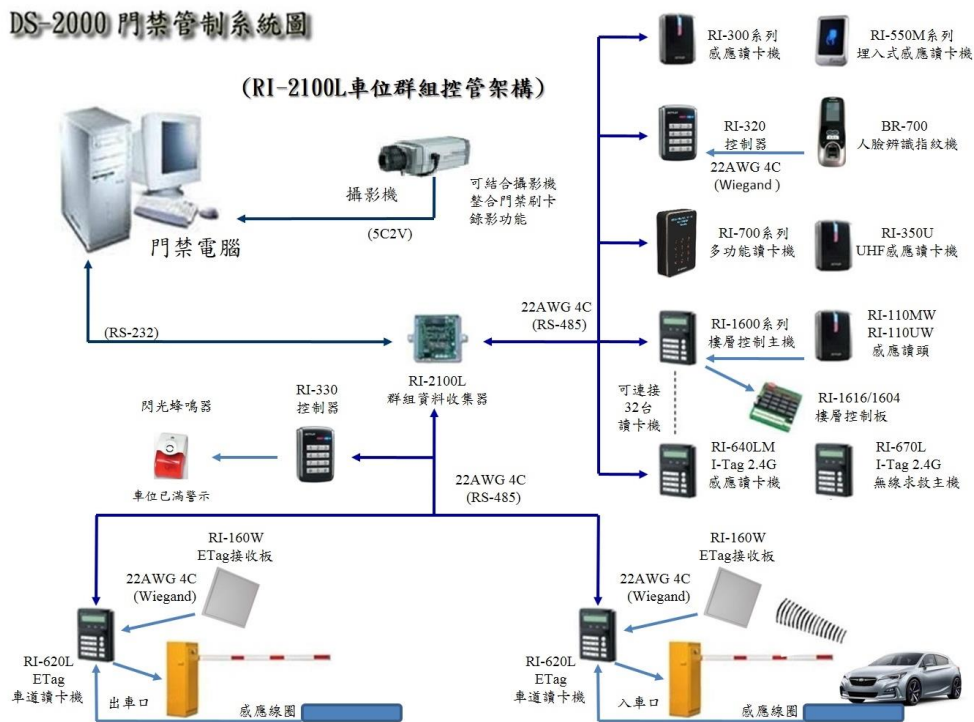 DS-2000 門禁管制系統圖
(RI-2100L車位群組控管架構)
攝影機
可結合攝影機
整合門禁刷卡
錄影功能
(5C2V)
門禁電腦
(RS-232)
22AWG 4C
(RS-485)
RI-2100L
群組資料收集器
RI-300系列
感應讀卡機
RI-550M系列
埋入式感應讀卡機
RI-320
控制器
22AWG 4C
(Wiegand )
BR-700
人臉辨識指紋機
RI-700系列
多功能讀卡機
RI-350U
UHF感應讀卡機
RI-1600系列
樓層控制主機
RI-110MW
RI-110UW
感應讀頭
可連接
32台
讀卡機
RI-1616/1604
樓層控制板
RI-640LM
I-Tag 2.4G
感應讀卡機
RI-670L
I-Tag 2.4G
無線求救主機
閃光蜂鳴器
車位已滿警示
RI-330
控制器
22AWG 4C
(RS-485)
RI-160W
ETag接收板
22AWG 4C
(Wiegand)
RI-620L
ETag
車道讀卡機
出車口
感應線圈
RI-160W
ETag接收板
22AWG 4C
(Wiegand)
RI-620L
ETag
車道讀卡機
入車口
感應線圈